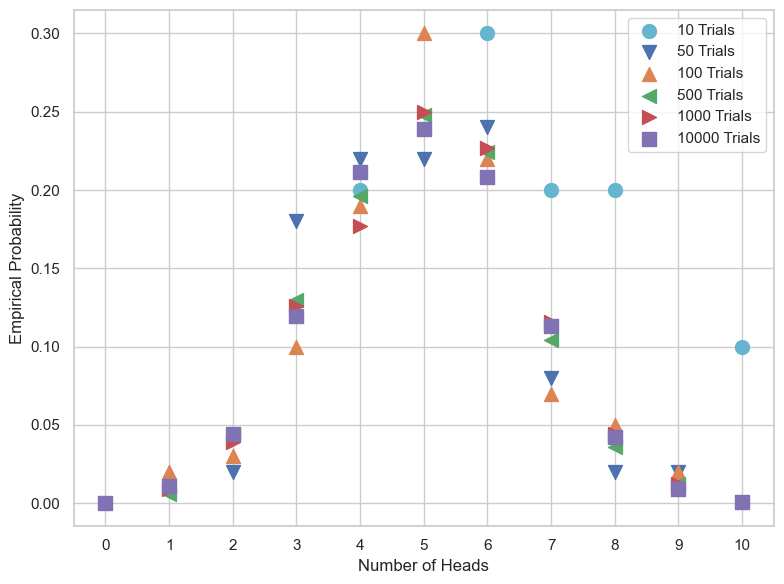 0.30
0.25
0.20
0.15
0.10
0.05
0.00
Empirical Probability
10 Trials
50 Trials
100 Trials
500 Trials
1000 Trials
10000 Trials
0 1 2 3 4 5 6 7 8 9 10
Number of Heads